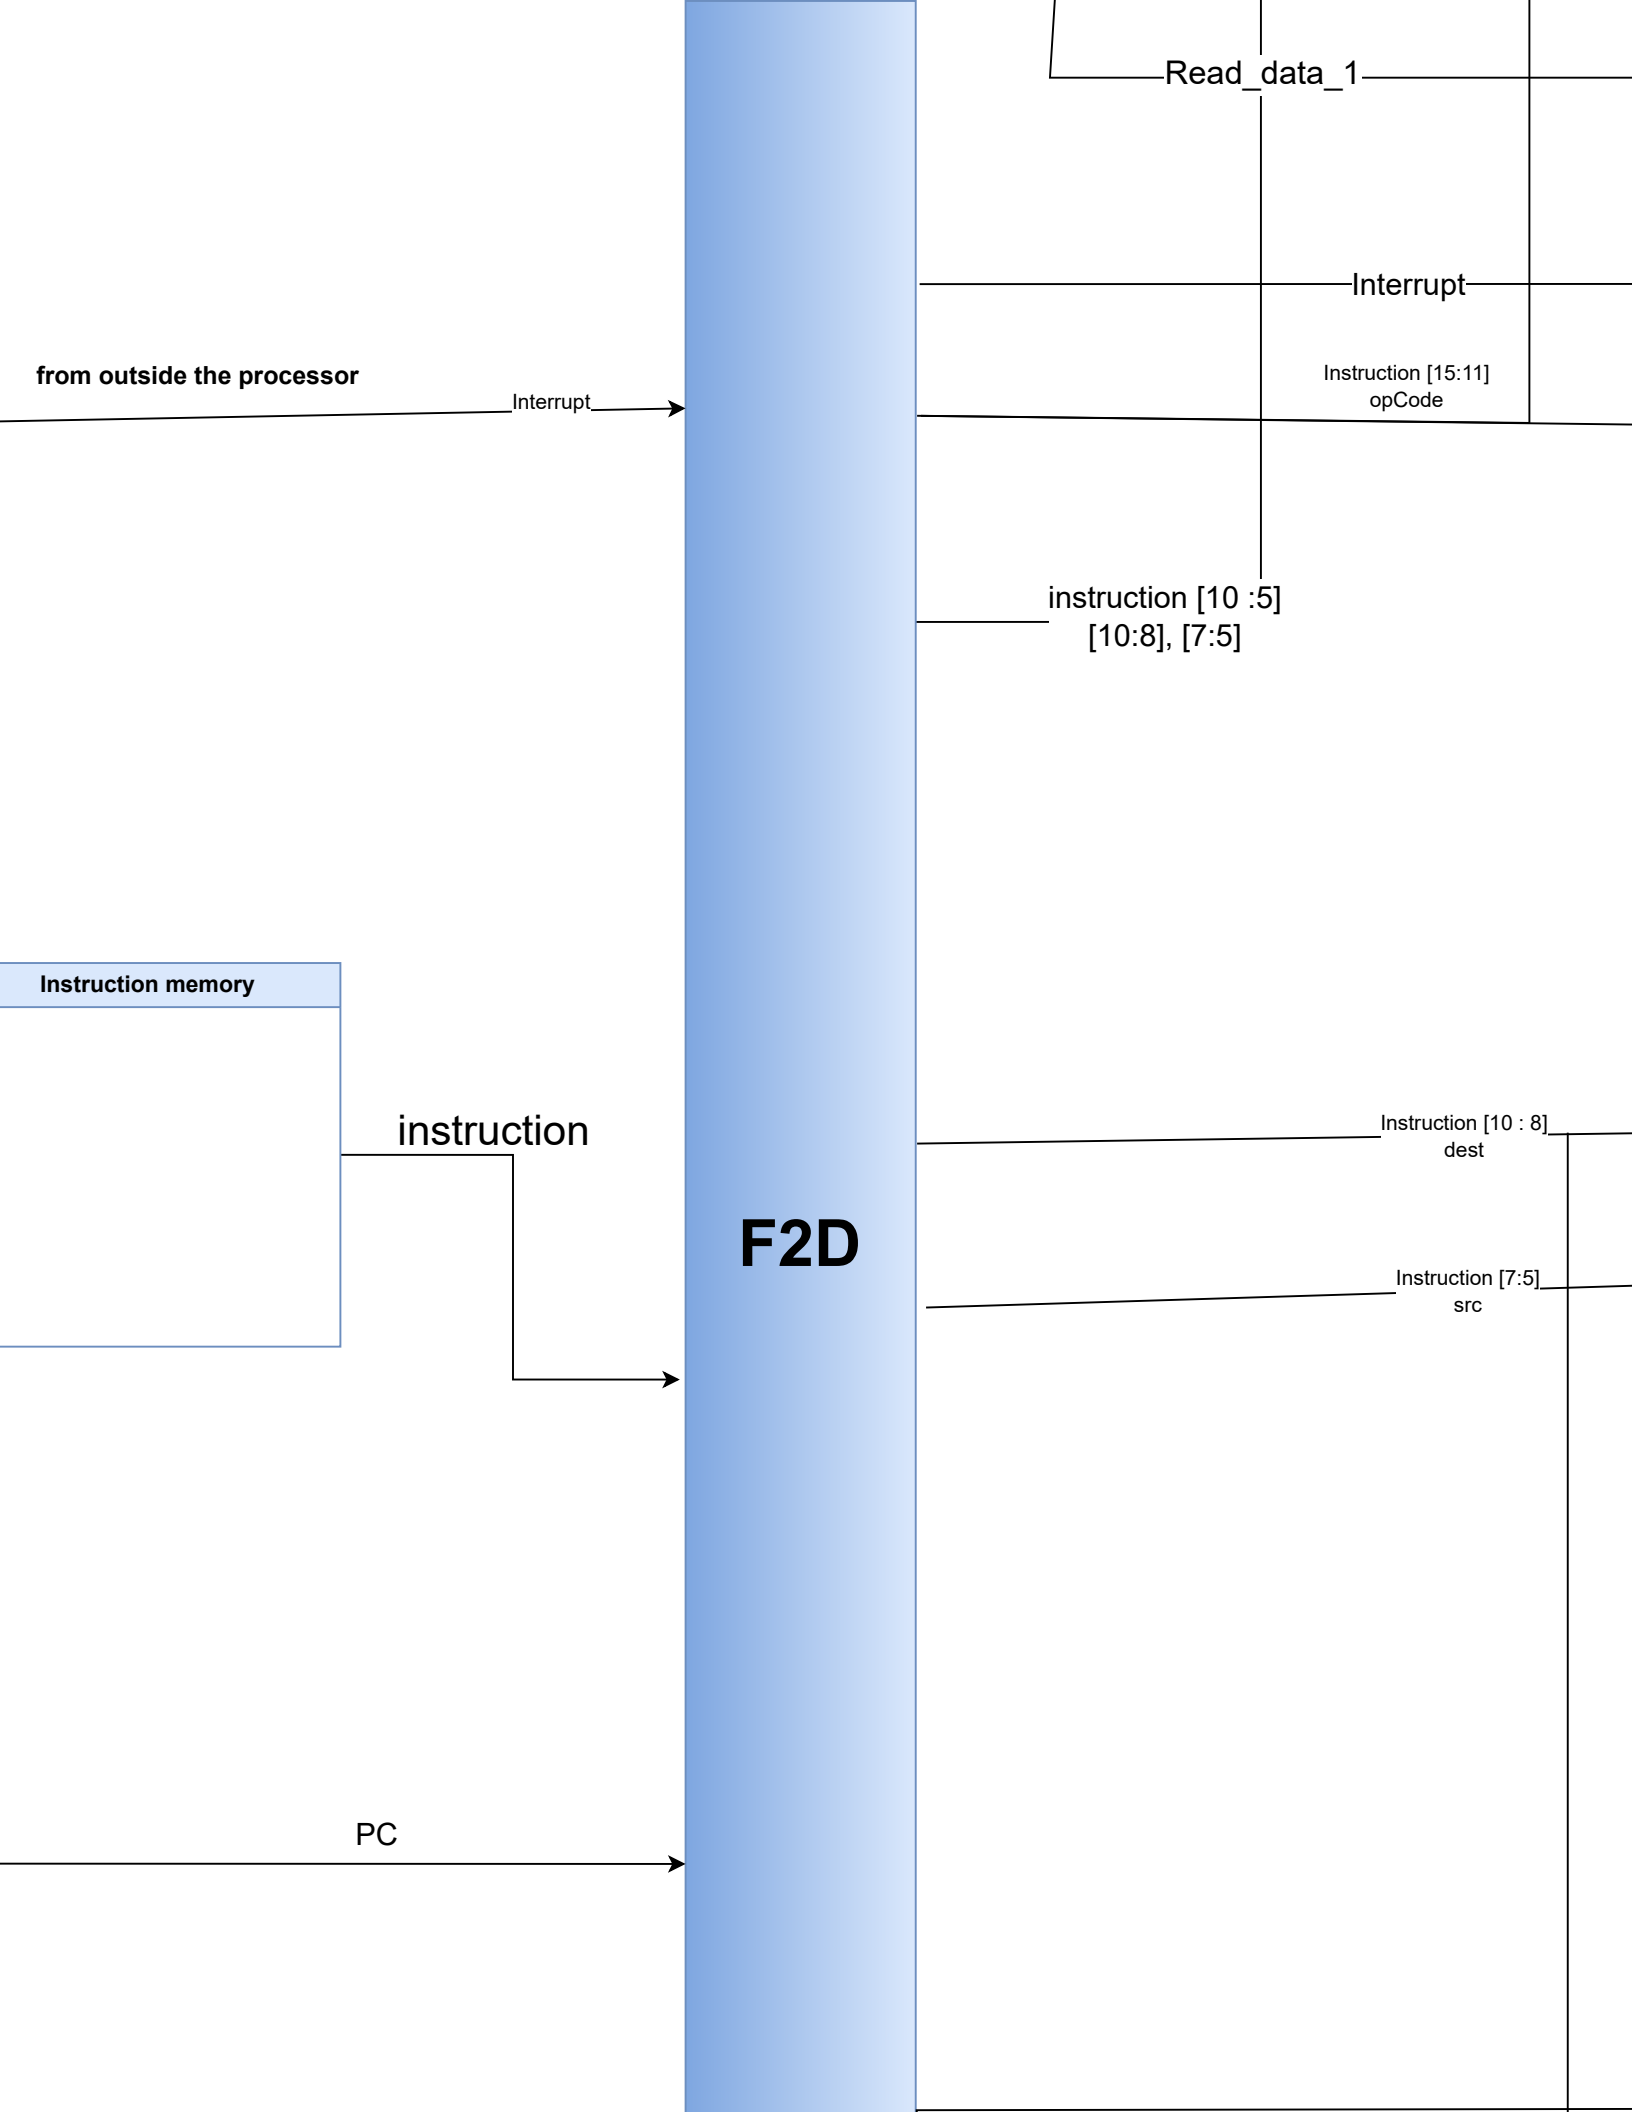 Read_data_1
Interrupt
from outside the processor
Interrupt
Instruction [15:11]
opCode
instruction [10 :5]
[10:8], [7:5]
Instruction memory
instruction
Instruction [10 : 8]
dest
F2D
Instruction [7:5]
src
PC